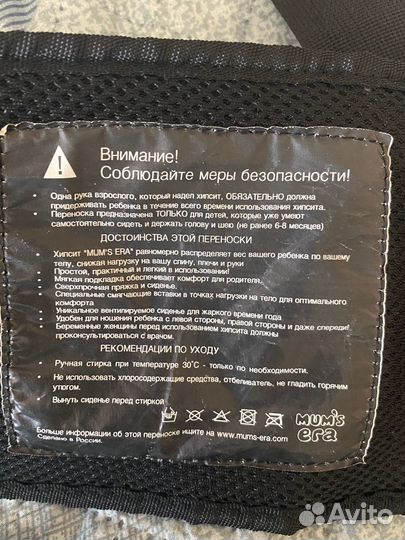 Внимание!
Соблюдайте меры безопасности!
Одна рука взрослого, который надел хипсит, ОБЯЗАТЕЛЬНО должна
придерживать ребенка в течение всего времени использования хипсита.
Переноска предназначена ТОЛЬКО для детей, которые уже умеют
самостоятельно сидеть и держать голову и шею (не ранее 6-8 месяцев)
ДОСТОИНСТВА ЭТОЙ ПЕРЕНОСКИ
Хипсит "MUM'S ERA" равномерно распределяет вес вашего ребенка по вашему
телу, снижая нагрузку на вашу спину, плечи и руки
Простой, практичный и легкий в использовании!
Мягкая подкладка обеспечивает комфорт для родителя.
Сверхпрочная пряжка и сиденье.
Специальные смягчающие вставки в точках нагрузки на тело для оптимального
комфорта
Уникальное вентилируемое сиденье для жаркого времени года
Удобен для ношения ребенка с левой стороны, правой стороны и даже спереди!
Беременные женщины перед использованием хипсита должны
проконсультироваться с врачом.
РЕКОМЕНДАЦИИ ПО УХОДУ
Ручная стирка при температуре 30°C - только по необходимости.
Не использовать хлоросодержащие средства, отбеливатель, не гладить горячим
утюгом.
Вынуть сиденье перед стиркой
MUM'S
era
Больше информации об этой переноске ищите на www.mums-era.com
Сделано в России.
Avito